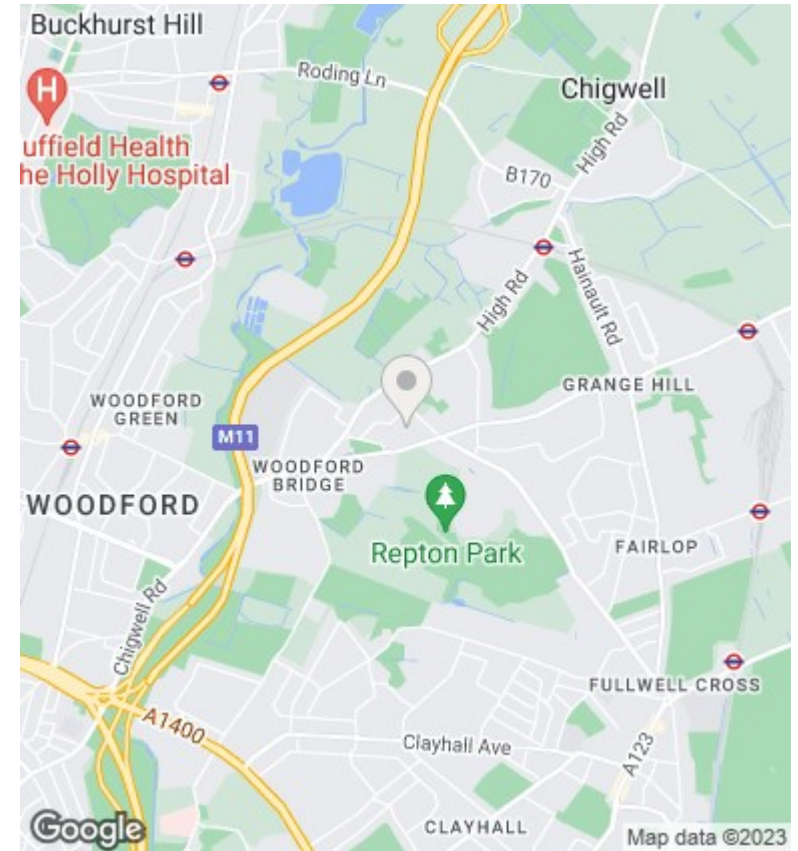 Buckhurst Hill
Roding Ln
Chigwell
H
uffield Health
he Holly Hospital
High Rd
B170
High Rd
Hainault Rd
WOODFORD
GREEN
GRANGE HILL
M11
WOODFORD
BRIDGE
WOODFORD
Repton Park
FAIRLOP
Chigwell Rd
FULLWELL CROSS
A1400
Clayhall Ave
A123
CLAYHALL
Google
Map data ©2023